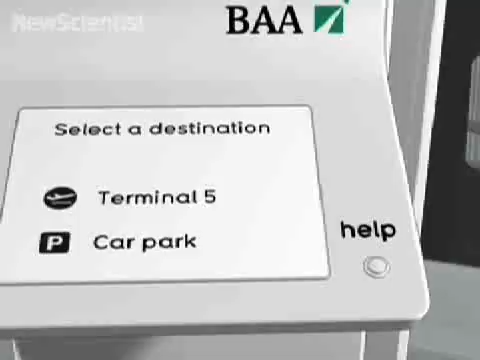 NewScientist
BAA
Select a destination
Terminal 5
P Car park
help